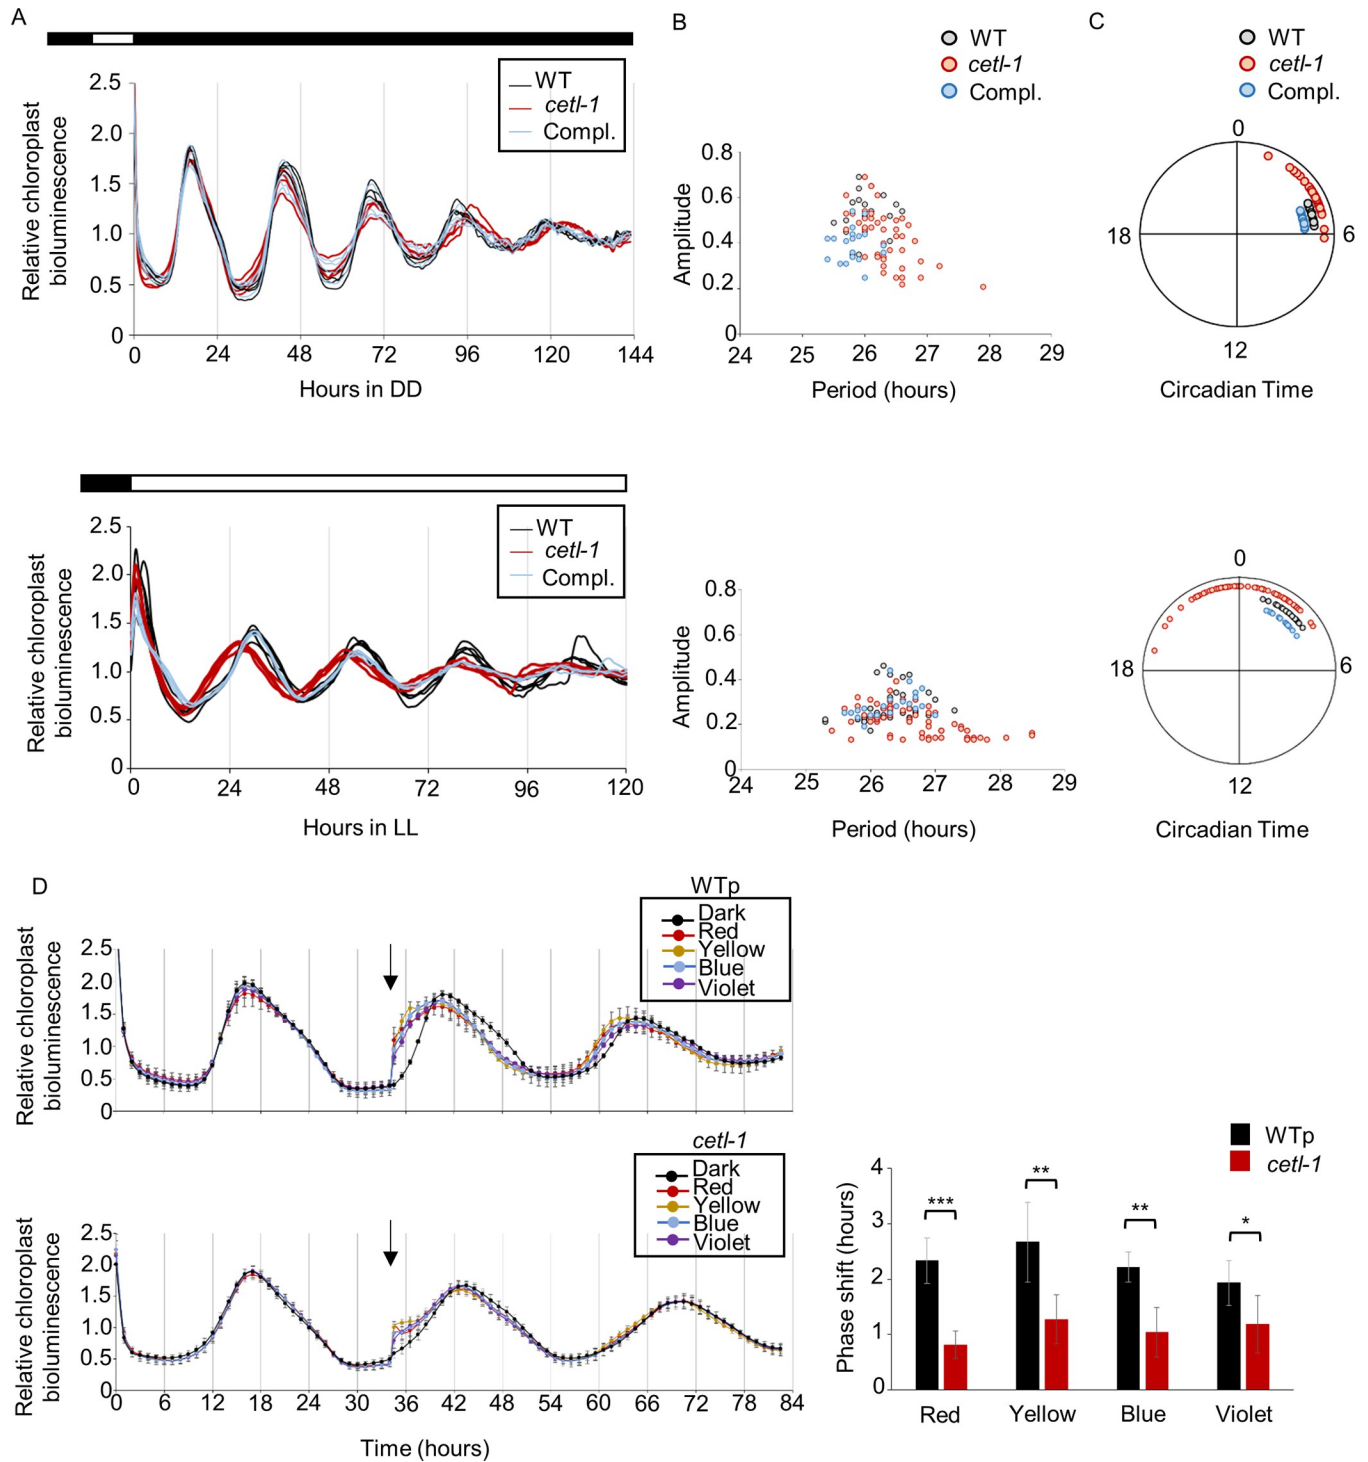 A
WT
cetl-1
Compl.
2.5
2.0
1.5
1.0
0.5
0
Relative chloroplast
bioluminescence
0 24 48 72 96 120 144
Hours in DD
B
WT
cetl-1
Compl.
0.8
0.6
0.4
0.2
0
Amplitude
24 25 26 27 28 29
Period (hours)
C
WT
cetl-1
Compl.
0
18 6
12
Circadian Time
WT
cetl-1
Compl.
2.5
2.0
1.5
1.0
0.5
0
Relative chloroplast
bioluminescence
0 24 48 72 96 120
Hours in LL
0.8
0.6
0.4
0.2
0
Amplitude
24 25 26 27 28 29
Period (hours)
0
18 6
12
Circadian Time
D
WTp
Dark
Red
Yellow
Blue
Violet
2.5
2.0
1.5
1.0
0.5
0
Relative chloroplast
bioluminescence
cetl-1
Dark
Red
Yellow
Blue
Violet
2.5
2.0
1.5
1.0
0.5
0
Relative chloroplast
bioluminescence
0 6 12 18 24 30 36 42 48 54 60 66 72 78 84
Time (hours)
WTp
cetl-1
4
3
2
1
0
Phase shift (hours)
*** ** ** *
Red Yellow Blue Violet